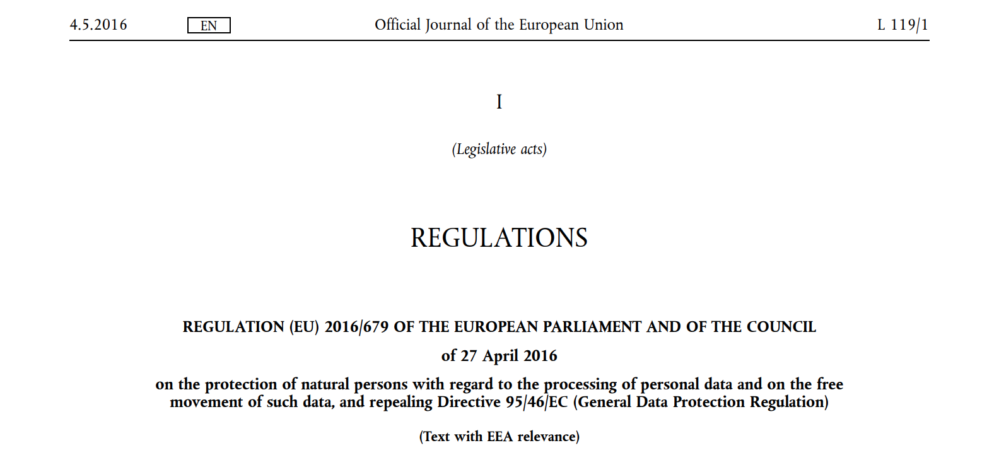 4.5.2016 EN Official Journal of the European Union L 119/1
I
(Legislative acts)
REGULATIONS
REGULATION (EU) 2016/679 OF THE EUROPEAN PARLIAMENT AND OF THE COUNCIL
of 27 April 2016
on the protection of natural persons with regard to the processing of personal data and on the free
movement of such data, and repealing Directive 95/46/EC (General Data Protection Regulation)
(Text with EEA relevance)